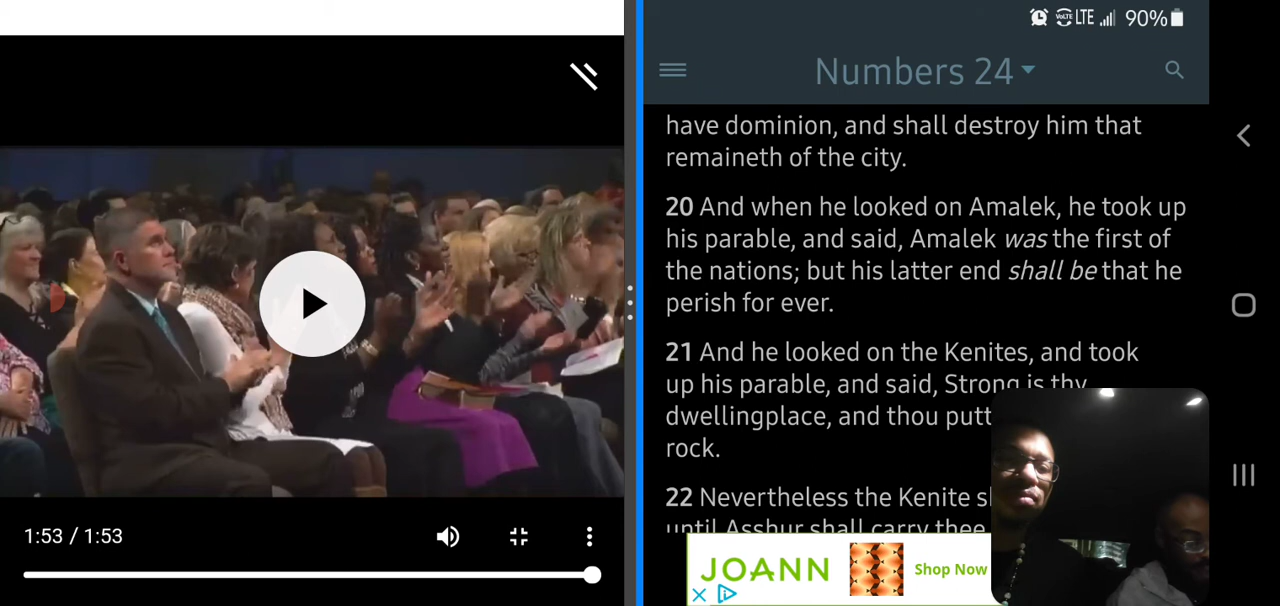 90%
LTE
Numbers 24
have dominion, and shall destroy him that
remaineth of the city.
20 And when he looked on Amalek, he took up
his parable, and said, Amalek was the first of
the nations; but his latter end shall be that he
perish for ever.
21 And he looked on the Kenites, and took
up his parable, and said, Strong is thy
dwellingplace, and thou putt
rock.
22 Nevertheless the Kenite s
until Asshur shall carry thee
JOANN
Shop Now
1:53 / 1:53